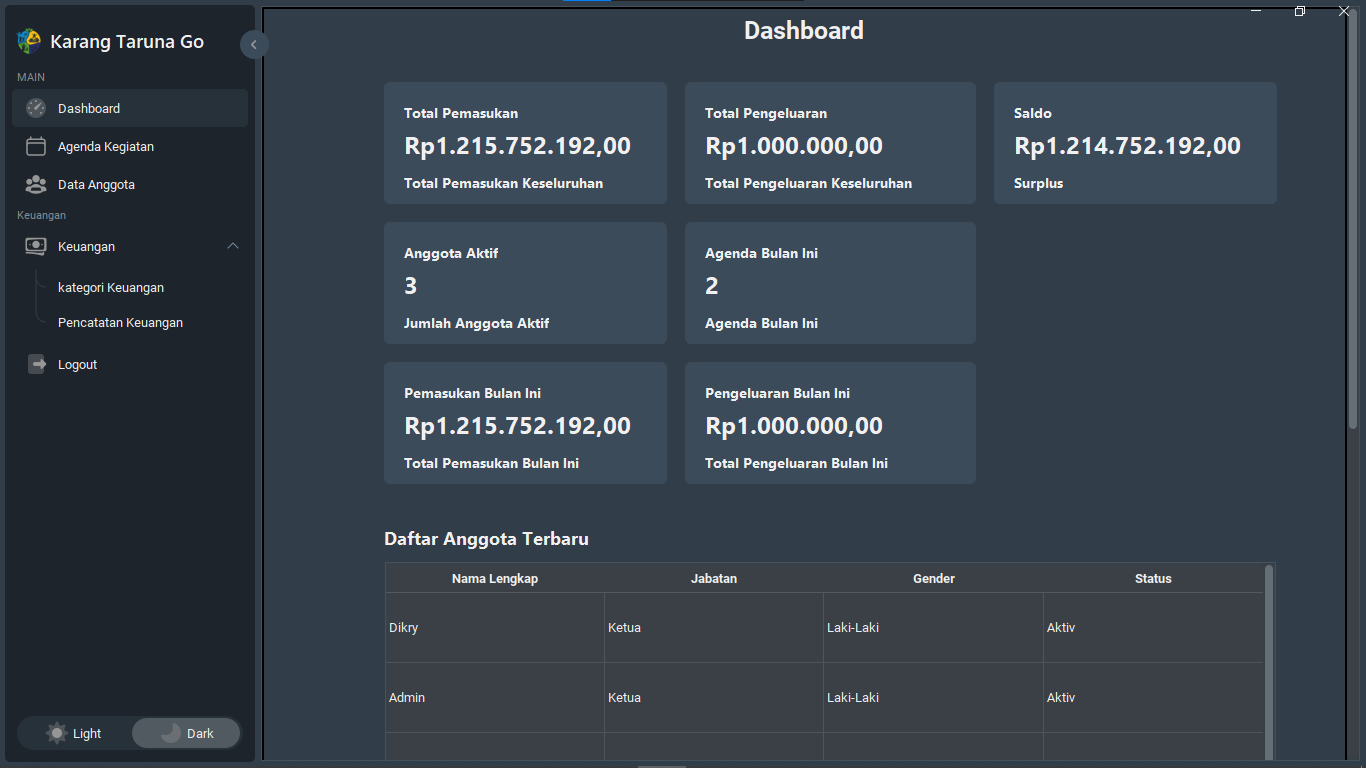 Karang Taruna Go
MAIN
Dashboard
Agenda Kegiatan
Data Anggota
Keuangan
Keuangan
kategori Keuangan
Pencatatan Keuangan
Logout
Light Dark
Dashboard
Total Pemasukan Total Pengeluaran Saldo
Rp1.215.752.192,00 Rp1.000.000,00 Rp1.214.752.192,00
Total Pemasukan Keseluruhan Total Pengeluaran Keseluruhan Surplus
Anggota Aktif Agenda Bulan Ini
3 2
Jumlah Anggota Aktif Agenda Bulan Ini
Pemasukan Bulan Ini Pengeluaran Bulan Ini
Rp1.215.752.192,00 Rp1.000.000,00
Total Pemasukan Bulan Ini Total Pengeluaran Bulan Ini
Daftar Anggota Terbaru
Nama Lengkap Jabatan Gender Status
Dikry Ketua Laki-Laki Aktiv
Admin Ketua Laki-Laki Aktiv